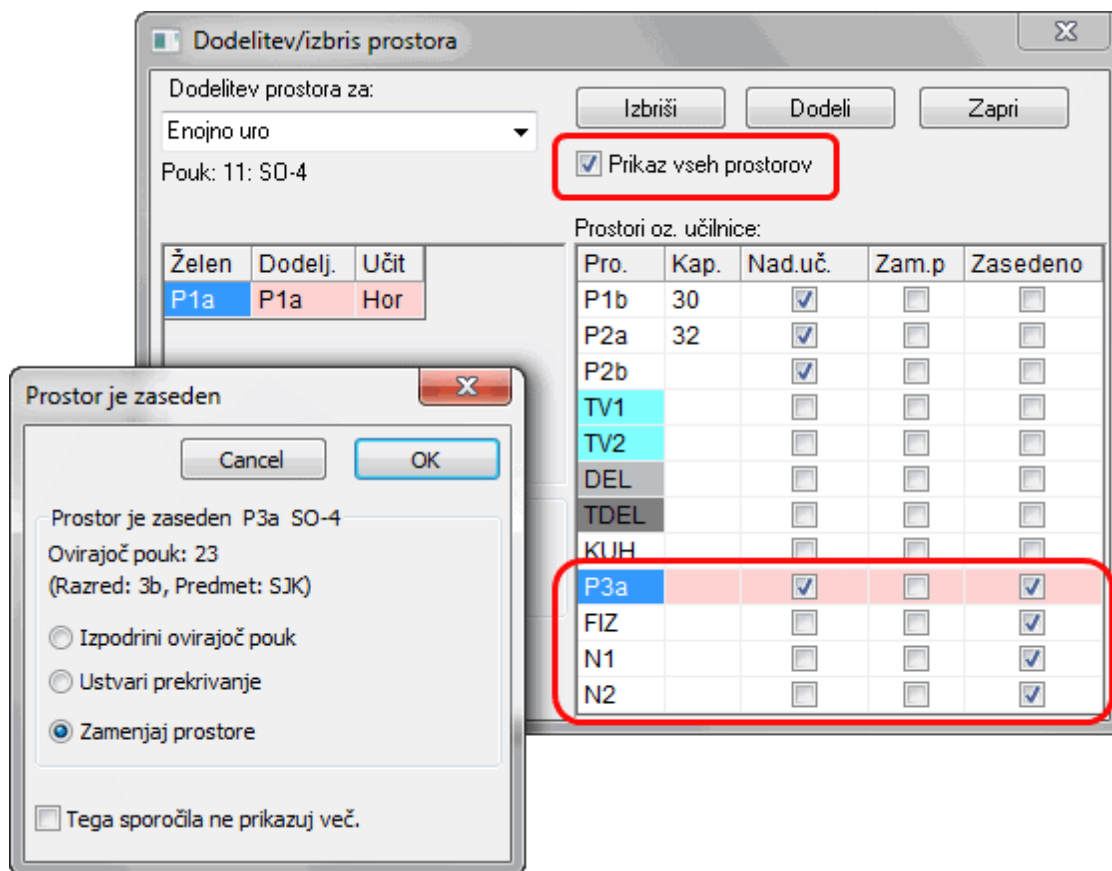 Dodelitev/izbris prostora
Dodelitev prostora za:
Enojno uro
Izbriši Dodeli Zapri
Prikaz vseh prostorov
Pouk: 11: SO-4
Želen Dodelj. Učit
P1a P1a Hor
Prostori oz. učilnice:
Pro. Kap. Nad.uč. Zam.p Zasedeno
P1b 30
P2a 32
P2b
TV1
TV2
DEL
TDEL
KUH
P3a
FIZ
N1
N2
Prostor je zaseden
Cancel OK
Prostor je zaseden P3a SO-4
Ovirajoč pouk: 23
(Razred: 3b, Predmet: SJK)
Izpodrini ovirajoč pouk
Ustvari prekrivanje
Zamenjaj prostore
Tega sporočila ne prikazuj več.